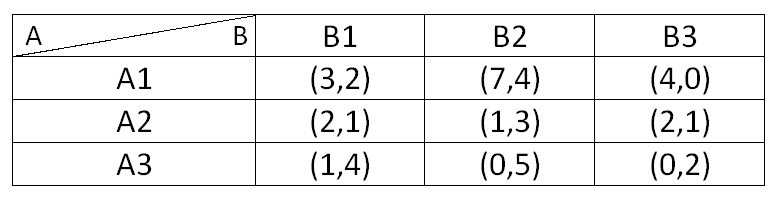 A B B1 B2 B3
A1 (3,2) (7,4) (4,0)
A2 (2,1) (1,3) (2,1)
A3 (1,4) (0,5) (0,2)